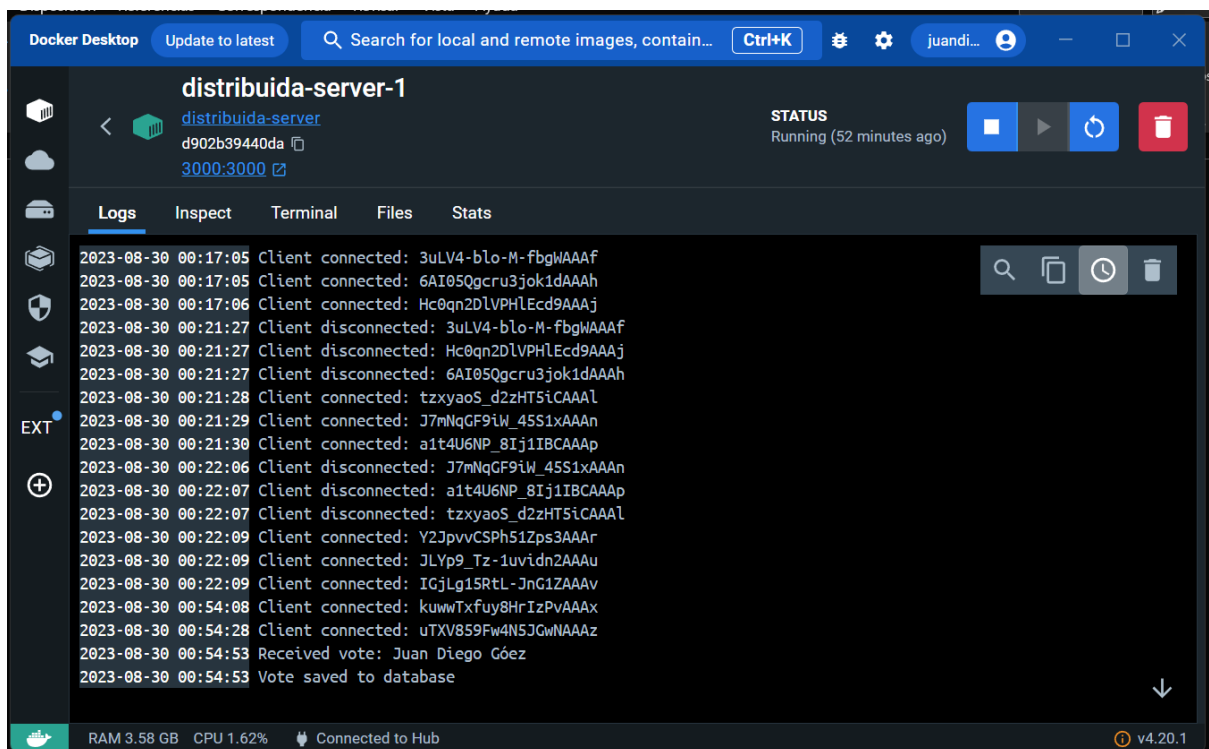 Docker Desktop Update to latest Search for local and remote images, contain... Ctrl+K juandi...
distribuida-server-1
distribuida-server
d902b39440da
3000:3000
STATUS
Running (52 minutes ago)
Logs Inspect Terminal Files Stats
2023-08-30 00:17:05 Client connected: 3uLV4-blo-M-fbgWAAAf
2023-08-30 00:17:05 Client connected: 6AI05Qgcru3jok1dAAAh
2023-08-30 00:17:06 Client connected: Hc0qn2DlVPHlEcd9AAAj
2023-08-30 00:21:27 Client disconnected: 3uLV4-blo-M-fbgWAAAf
2023-08-30 00:21:27 Client disconnected: Hc0qn2DlVPHlEcd9AAAj
2023-08-30 00:21:27 Client disconnected: 6AI05Qgcru3jok1dAAAh
2023-08-30 00:21:28 Client connected: tzxyaoS_d2zHT5iCAAAl
2023-08-30 00:21:29 Client connected: J7mNqGF9iW_45S1xAAAn
2023-08-30 00:21:30 Client connected: a1t4U6NP_8Ij1IBCAAAp
2023-08-30 00:22:06 Client disconnected: J7mNqGF9iW_45S1xAAAn
2023-08-30 00:22:07 Client disconnected: a1t4U6NP_8Ij1IBCAAAp
2023-08-30 00:22:07 Client disconnected: tzxyaoS_d2zHT5iCAAAl
2023-08-30 00:22:09 Client connected: Y2JpvvCSPh51Zps3AAAr
2023-08-30 00:22:09 Client connected: JLYp9_Tz-1uvidn2AAAu
2023-08-30 00:22:09 Client connected: IGjLg15RtL-JnG1ZAAAv
2023-08-30 00:54:08 Client connected: kuwwTxfuy8HrIzPvAAAx
2023-08-30 00:54:28 Client connected: uTXV859Fw4N5JGwNAAAz
2023-08-30 00:54:53 Received vote: Juan Diego Góez
2023-08-30 00:54:53 Vote saved to database
EXT
RAM 3.58 GB CPU 1.62% Connected to Hub v4.20.1